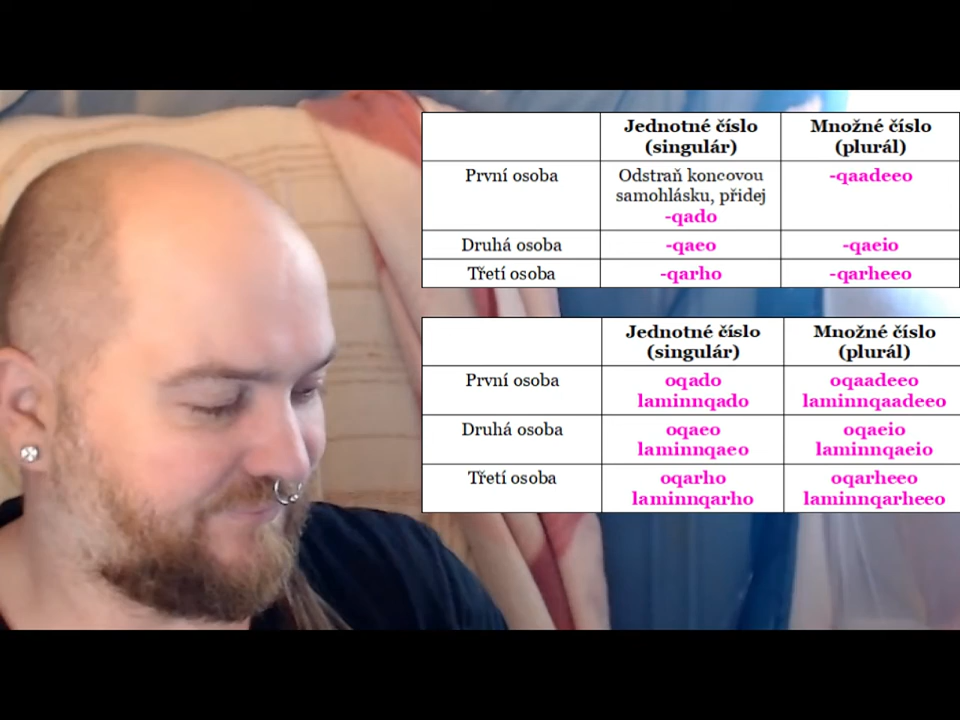 Jednotné číslo Množné číslo
(singulár) (plurál)
První osoba Odstraň koncovou -qaadeeo
samohlásku, přidej
-qado
Druhá osoba -qaeo -qaeio
Třetí osoba -qarho -qarheeo
Jednotné číslo Množné číslo
(singulár) (plurál)
První osoba oqado oqaadeeo
laminnqado laminnqaadeeo
Druhá osoba oqaeo oqaeio
laminnqaeo laminnqaeio
Třetí osoba oqarho oqarheeo
laminnqarho laminnqarheeo